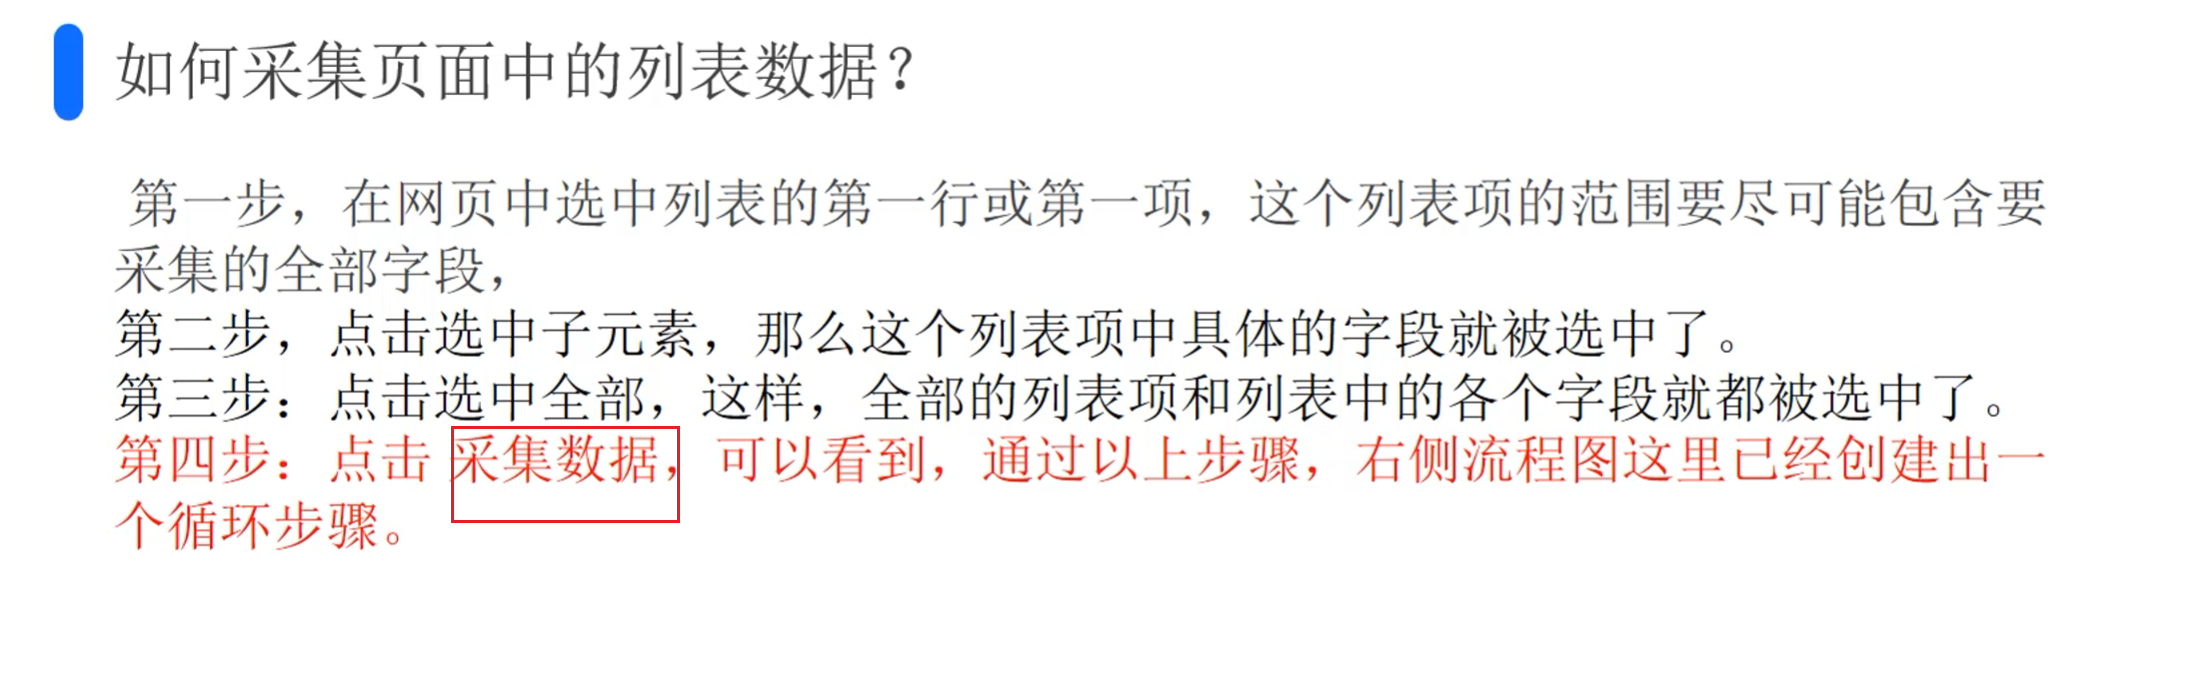 如何采集页面中的列表数据?
第一步，在网页中选中列表的第一行或第一项，这个列表项的范围要尽可能包含要
采集的全部字段，
第二步，点击选中子元素，那么这个列表项中具体的字段就被选中了。
第三步：点击选中全部，这样，全部的列表项和列表中的各个字段就都被选中了。
第四步：点击 采集数据，可以看到，通过以上步骤，右侧流程图这里已经创建出一
个循环步骤。